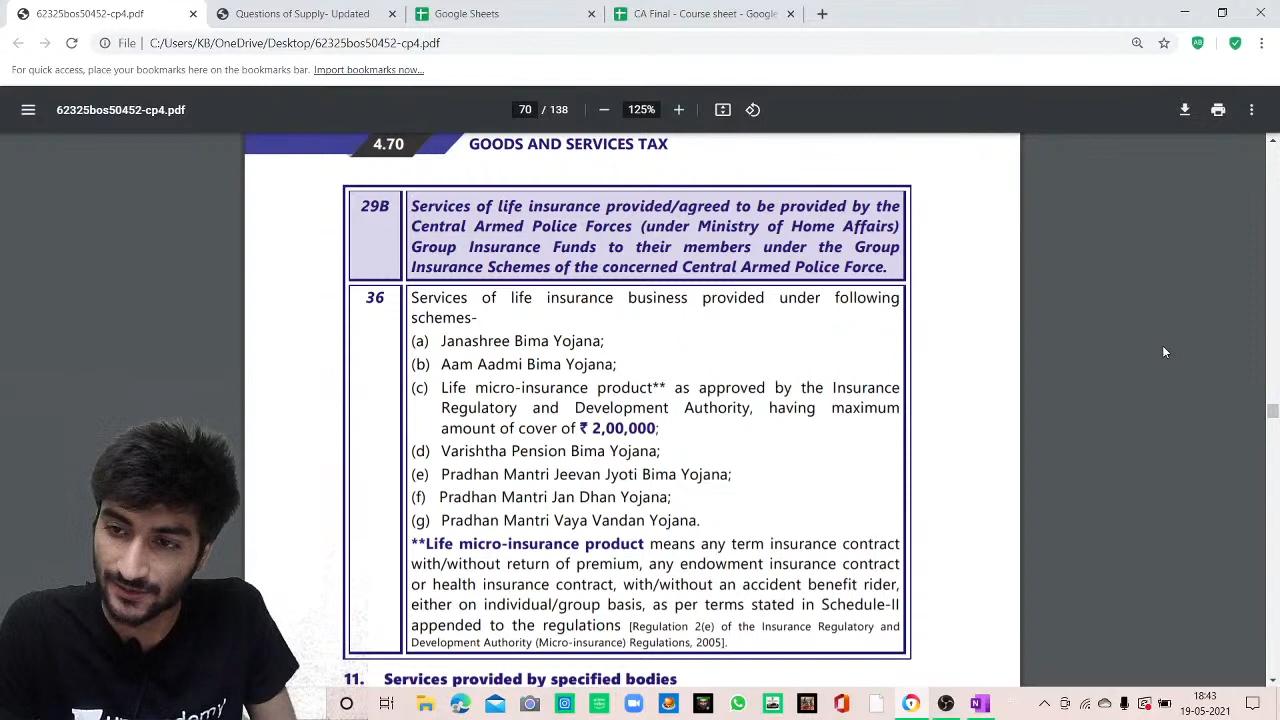 62325bos50452-cp4.pdf
Questions of Supply- Updated
Google Sheets
CA Final - Course sheet - Google
File | C:/Users/KB/OneDrive/Desktop/62325bos50452-cp4.pdf
For quick access, place your bookmarks here on the bookmarks bar. Import bookmarks now...
62325bos50452-cp4.pdf
70 / 138
125%
4.70 GOODS AND SERVICES TAX
29B Services of life insurance provided/agreed to be provided by the
Central Armed Police Forces (under Ministry of Home Affairs)
Group Insurance Funds to their members under the Group
Insurance Schemes of the concerned Central Armed Police Force.
36 Services of life insurance business provided under following
schemes-
(a) Janashree Bima Yojana;
(b) Aam Aadmi Bima Yojana;
(c) Life micro-insurance product** as approved by the Insurance
Regulatory and Development Authority, having maximum
amount of cover of ₹ 2,00,000;
(d) Varishtha Pension Bima Yojana;
(e) Pradhan Mantri Jeevan Jyoti Bima Yojana;
(f) Pradhan Mantri Jan Dhan Yojana;
(g) Pradhan Mantri Vaya Vandan Yojana.
**Life micro-insurance product means any term insurance contract
with/without return of premium, any endowment insurance contract
or health insurance contract, with/without an accident benefit rider,
either on individual/group basis, as per terms stated in Schedule-II
appended to the regulations [Regulation 2(e) of the Insurance Regulatory and
Development Authority (Micro-insurance) Regulations, 2005].
11. Services provided by specified bodies
18:43
19-05-2021